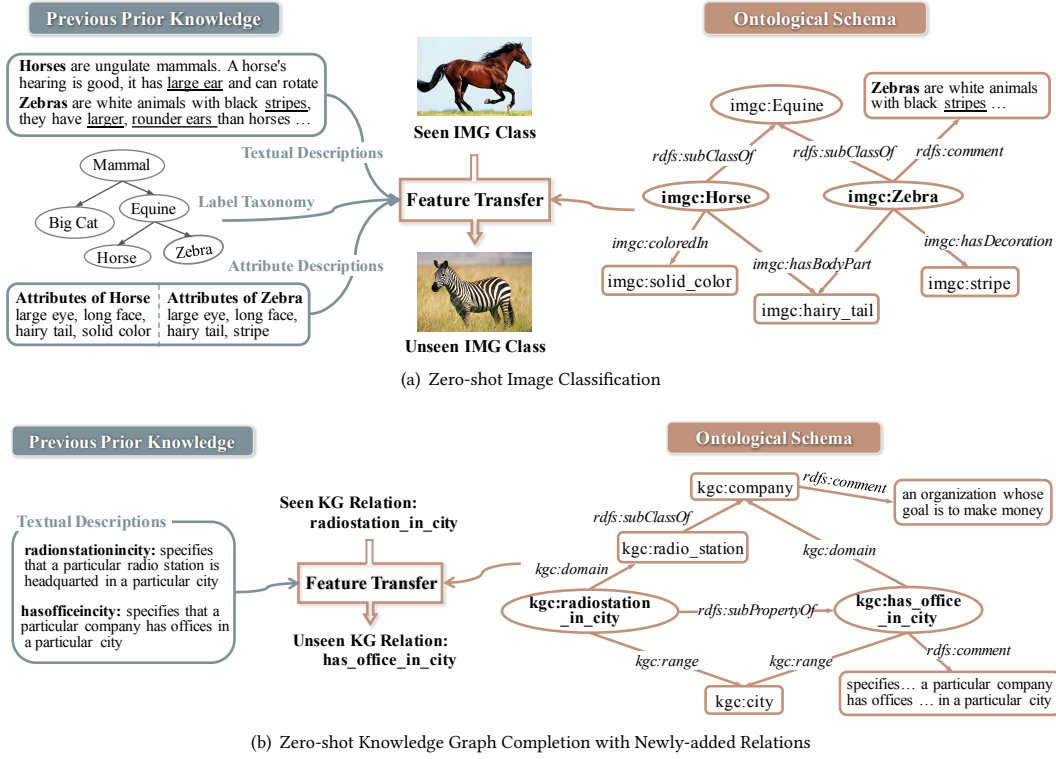 Previous Prior Knowledge
Ontological Schema
Horses are ungulate mammals. A horse's
hearing is good, it has large ear and can rotate
Zebras are white animals with black stripes,
they have larger, rounder ears than horses …
Textual Descriptions
Mammal
Big Cat
Equine
Horse
Zebra
Label Taxonomy
Attribute Descriptions
Attributes of Horse
large eye, long face,
hairy tail, solid color
Attributes of Zebra
large eye, long face,
hairy tail, stripe
Seen IMG Class
Feature Transfer
Unseen IMG Class
imgc:Equine
Zebras are white animals
with black stripes …
rdfs:subClassOf
rdfs:subClassOf
rdfs:comment
imgc:Horse
imgc:Zebra
imgc:coloredIn
imgc:hasBodyPart
imgc:hasDecoration
imgc:solid_color
imgc:hairy_tail
imgc:stripe
(a) Zero-shot Image Classification
Previous Prior Knowledge
Ontological Schema
Textual Descriptions
radionstationincity: specifies
that a particular radio station is
headquarted in a particular city
hasofficeincity: specifies that a
particular company has offices in
a particular city
Seen KG Relation:
radiostation_in_city
Feature Transfer
Unseen KG Relation:
has_office_in_city
kgc:company
rdfs:comment
an organization whose
goal is to make money
rdfs:subClassOf
kgc:radio_station
kgc:domain
kgc:domain
kgc:radiostation
_in_city
rdfs:subPropertyOf
kgc:has_office
_in_city
kgc:range
kgc:range
rdfs:comment
kgc:city
specifies… a particular company
has offices … in a particular city
(b) Zero-shot Knowledge Graph Completion with Newly-added Relations